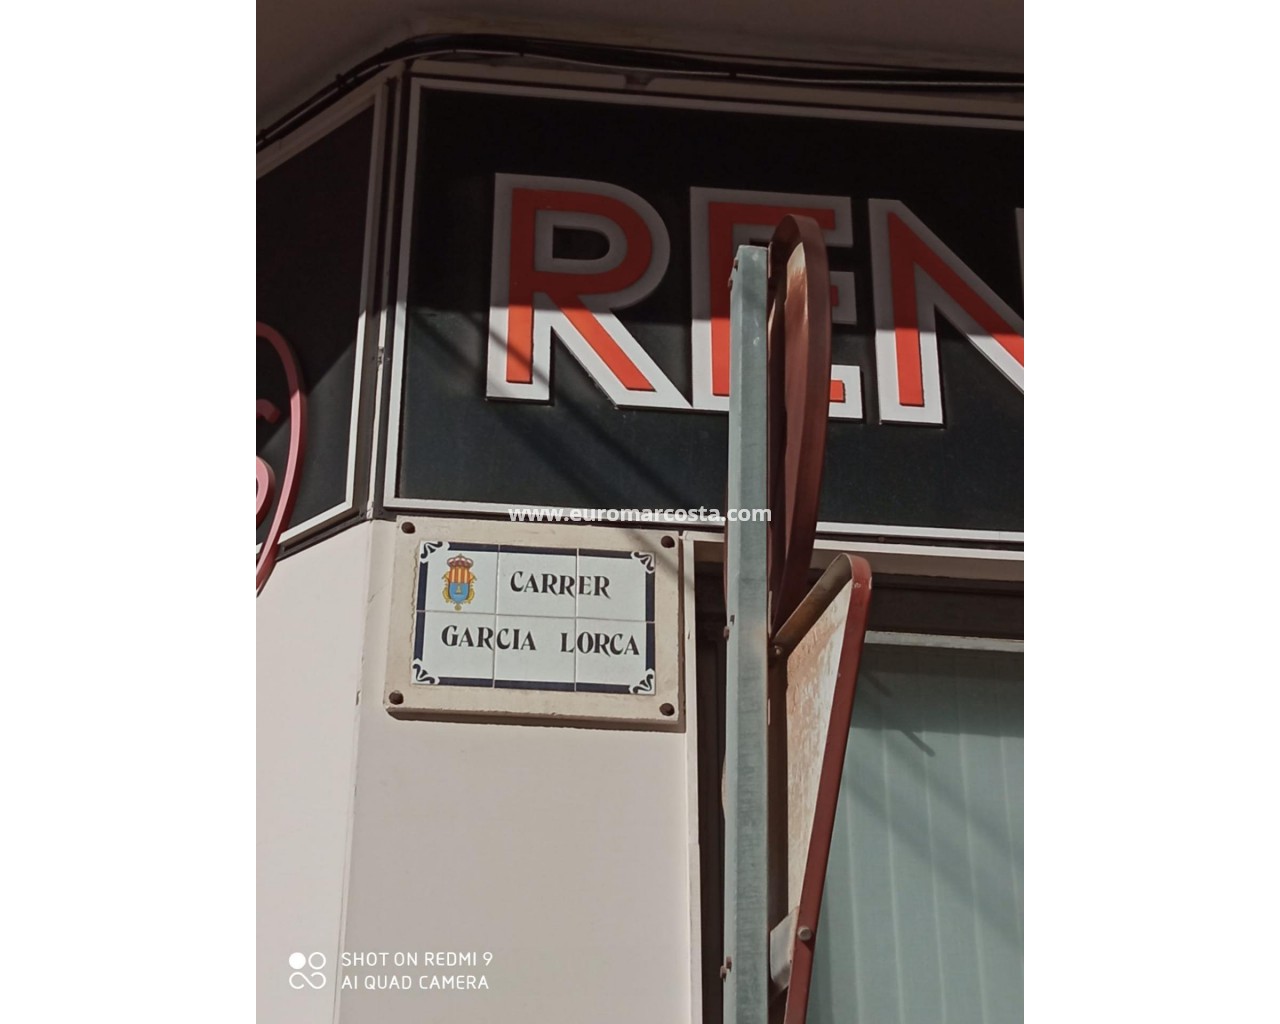 REN
www.euromarcosta.com
CARRER
GARCIA LORCA
SHOT ON REDMI 9
AI QUAD CAMERA